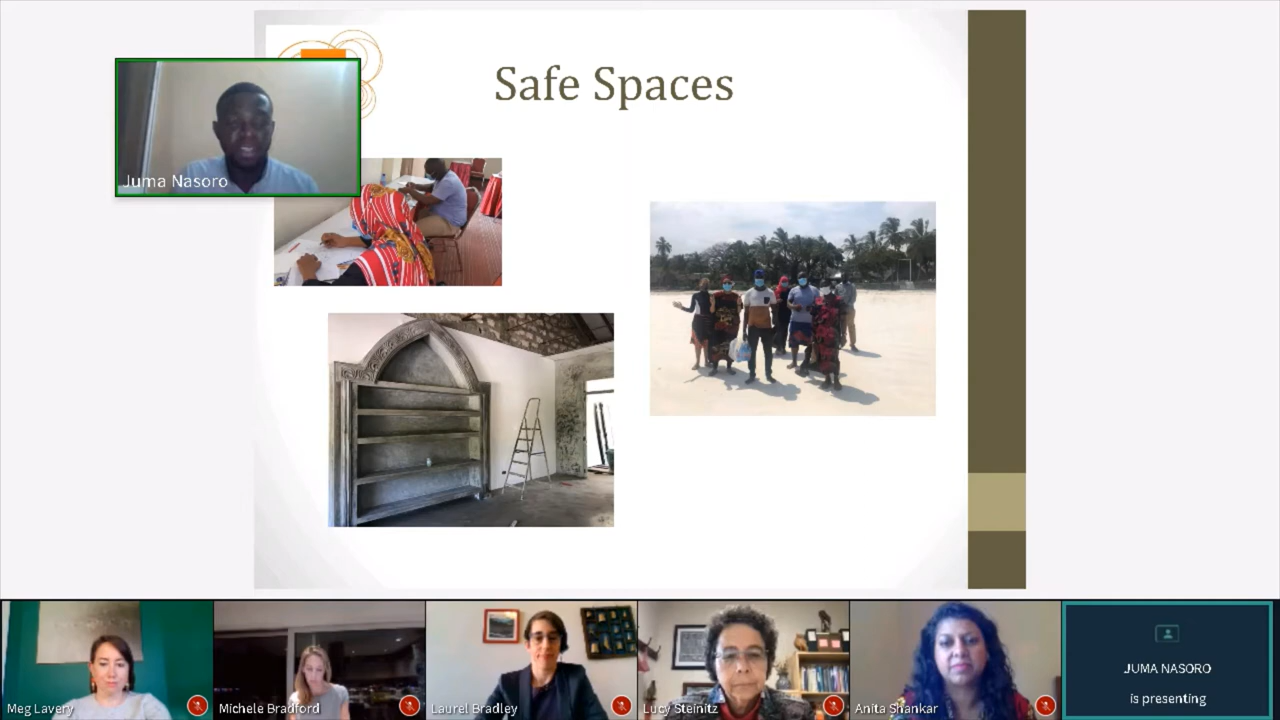 Safe Spaces
Juma Nasoro
Meg Lavery
Michele Bradford
Laurel Bradley
Lucy Steinitz
Anita Shankar
JUMA NASORO
is presenting